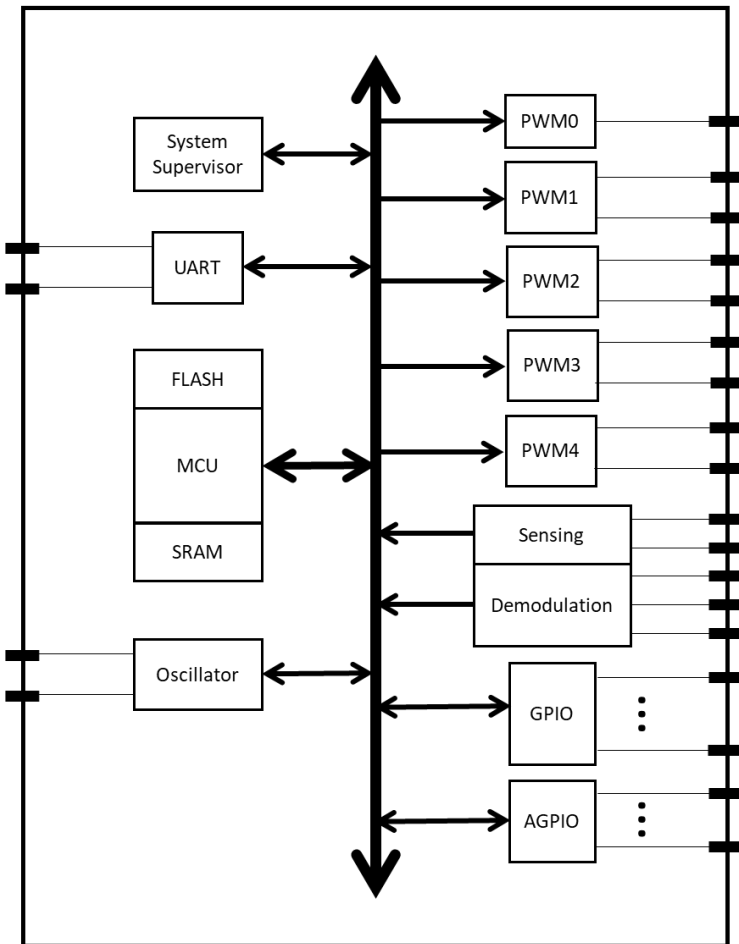 System
Supervisor
UART
FLASH
MCU
SRAM
Oscillator
PWM0
PWM1
PWM2
PWM3
PWM4
Sensing
Demodulation
GPIO
AGPIO